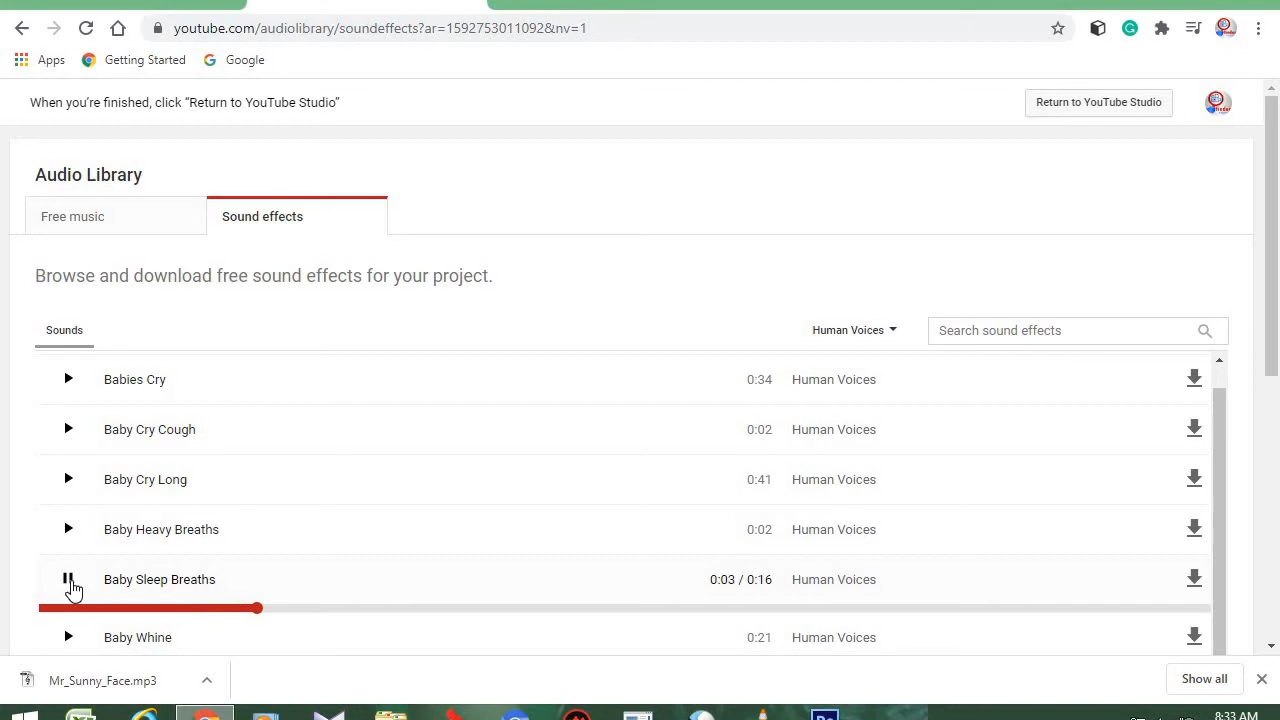 youtube.com/audiolibrary/soundeffects?ar=1592753011092&nv=1
Apps Getting Started Google
When you're finished, click "Return to YouTube Studio" Return to YouTube Studio
Audio Library
Free music Sound effects
Browse and download free sound effects for your project.
Sounds Human Voices Search sound effects
Babies Cry 0:34 Human Voices
Baby Cry Cough 0:02 Human Voices
Baby Cry Long 0:41 Human Voices
Baby Heavy Breaths 0:02 Human Voices
Baby Sleep Breaths 0:03 / 0:16 Human Voices
Baby Whine 0:21 Human Voices
Mr_Sunny_Face.mp3 Show all
8:33 AM